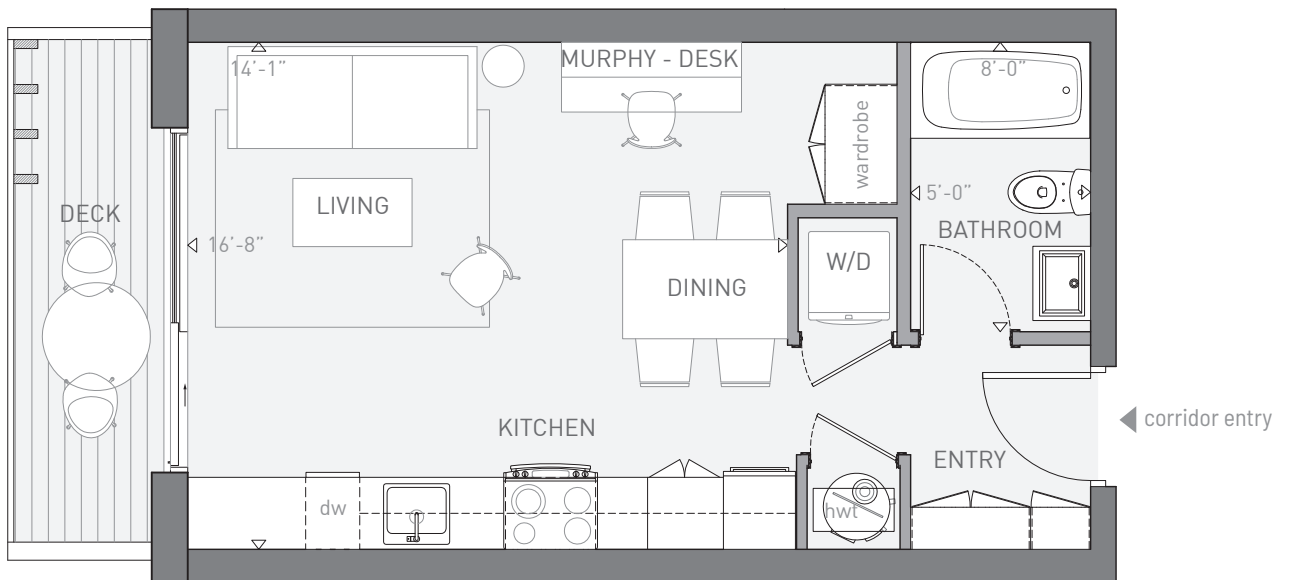 MURPHY - DESK
14’-1”
8’-0”
wardrobe
5’-0”
LIVING
DECK
BATHROOM
16’-8”
W/D
DINING
corridor entry
KITCHEN
ENTRY
dw
hwt